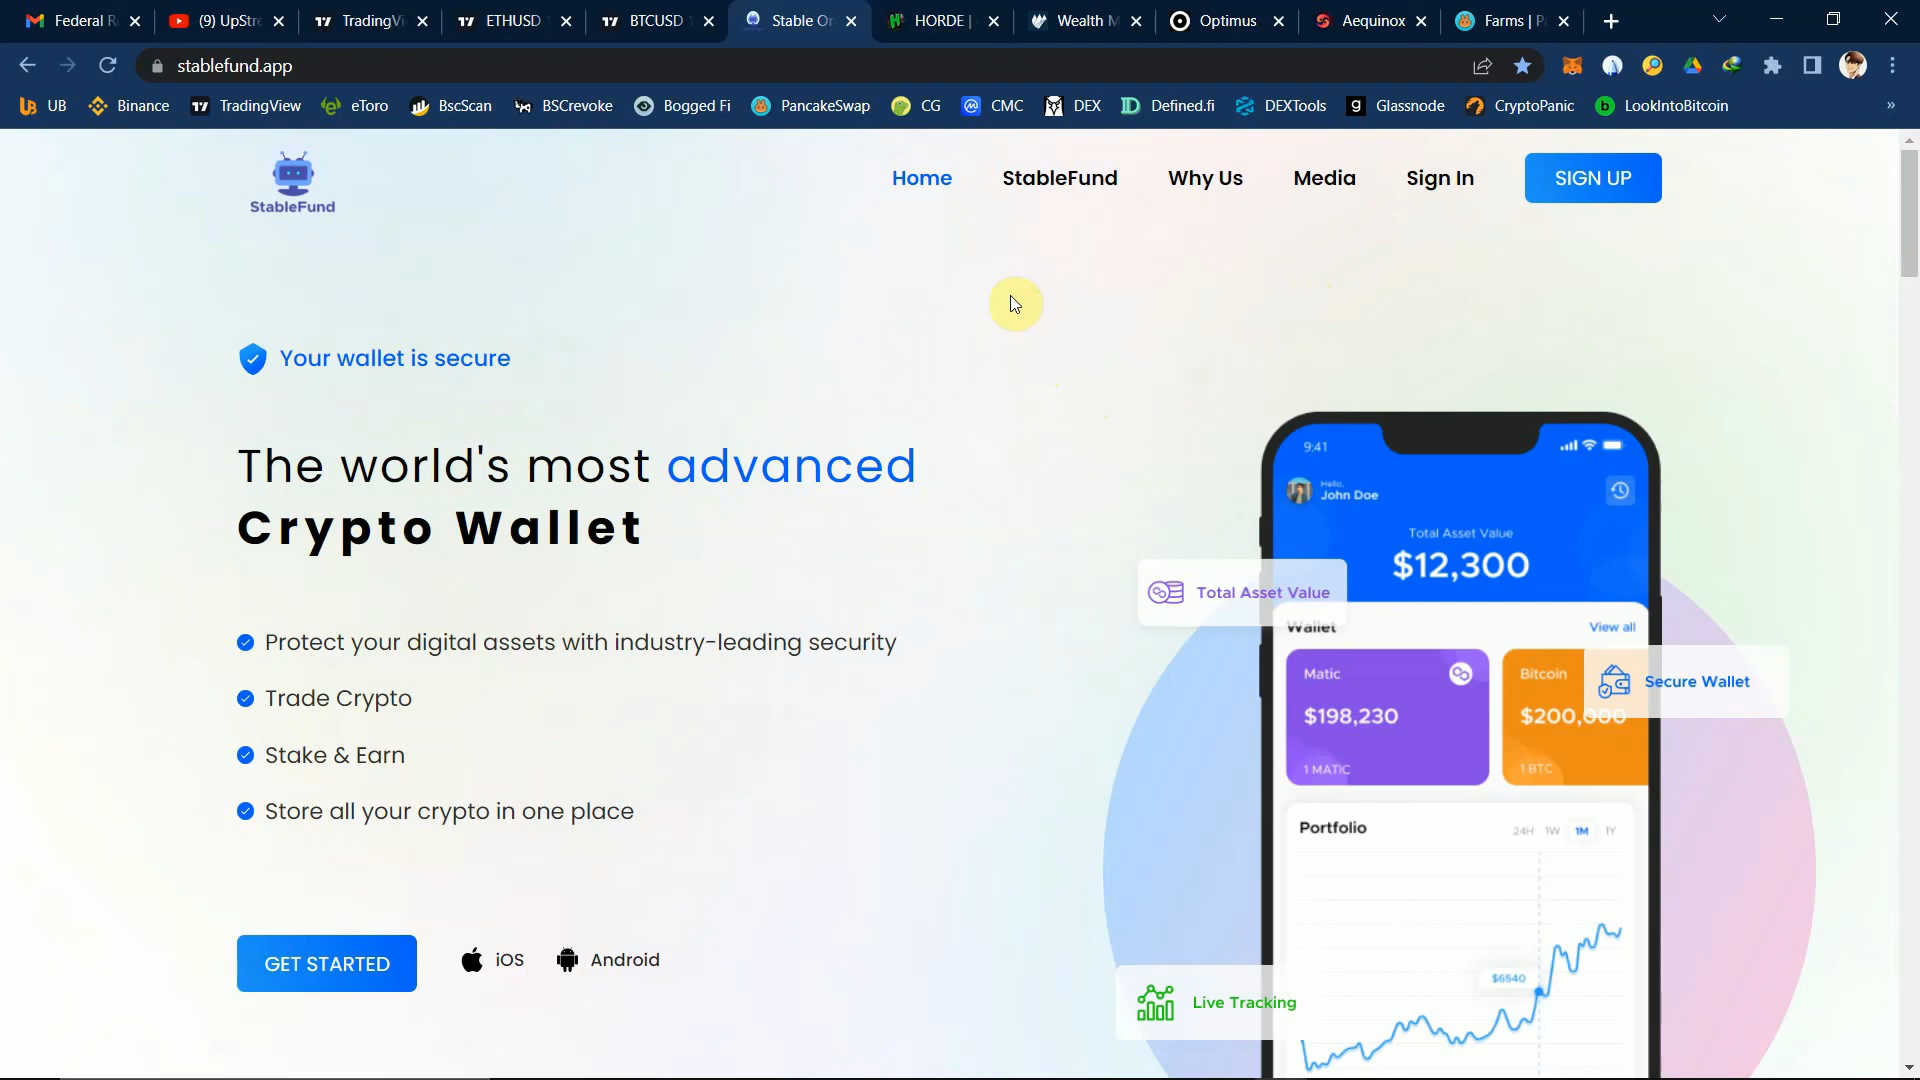 Federal R
(9) UpStre
TradingVi
ETHUSD
BTCUSD
Stable Or
HORDE |
Wealth M
Optimus
Aequinox
Farms | P
stablefund.app
UB
Binance
TradingView
eToro
BscScan
BSCrevoke
Bogged Fi
PancakeSwap
CG
CMC
DEX
Defined.fi
DEXTools
Glassnode
CryptoPanic
LookIntoBitcoin
StableFund
Home
StableFund
Why Us
Media
Sign In
SIGN UP
Your wallet is secure
The world's most advanced
Crypto Wallet
Protect your digital assets with industry-leading security
Trade Crypto
Stake & Earn
Store all your crypto in one place
GET STARTED
iOS
Android
9:41
Hello,
John Doe
Total Asset Value
$12,300
Total Asset Value
Wallet
View all
Matic
$198,230
1 MATIC
Bitcoin
$200,000
1 BTC
Secure Wallet
Portfolio
24H 1W 1M 1Y
$6540
Live Tracking